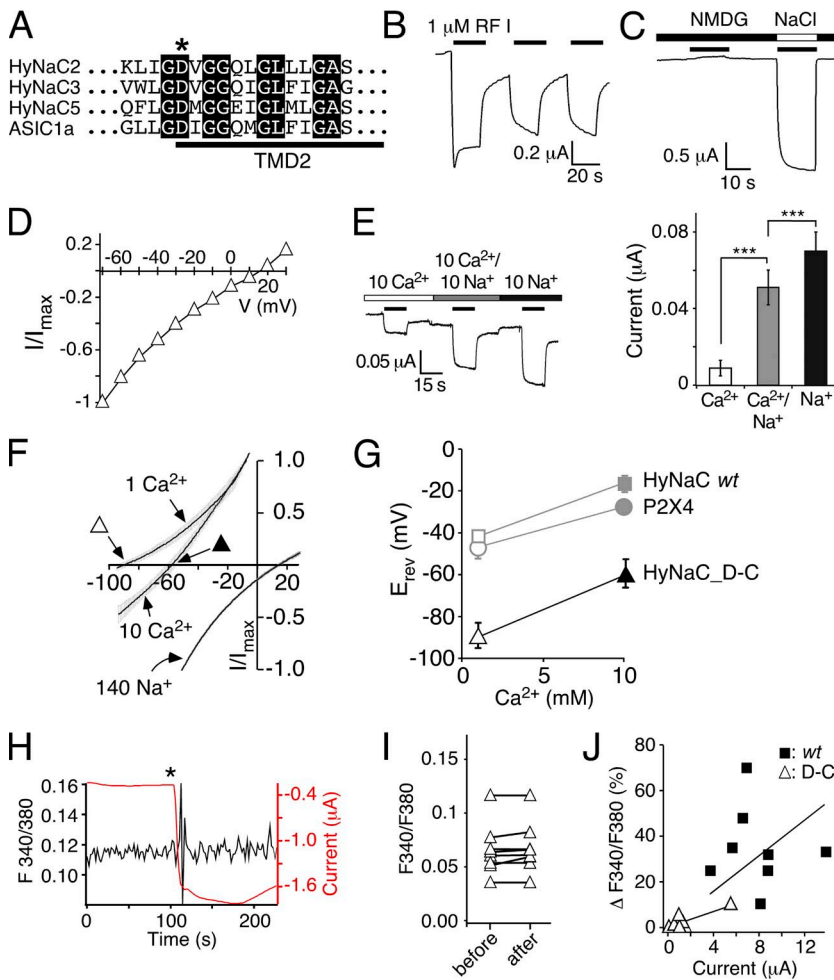 A
*
HyNaC2 ...KLIGDVGGQLGLLLGAS...
HyNaC3 ...VWLGDVGGQIGLFIGAG...
HyNaC5 ...QFLGDMGGEIGLMLGAS...
ASIC1a ...GLLGDIGGQMGLFIGAS...
TMD2
B
1 μM RF I
0.2 μA
20 s
C
NMDG NaCl
0.5 μA
10 s
D
0.2
-60 -40 -20 0 20
V (mV)
-0.2
-0.6
-1
I/Imax
E
10 Ca²⁺
10 Ca²⁺/
10 Na⁺
10 Na⁺
0.05 μA
15 s
Current (μA)
0.08
0.04
0
***
***
Ca²⁺
Ca²⁺/
Na⁺
Na⁺
F
1 Ca²⁺
10 Ca²⁺
140 Na⁺
1.0
0.5
-0.5
-1.0
-100 -60 -20 20
I/Imax
G
0
-20
-40
-60
-80
-100
Erev (mV)
HyNaC wt
P2X4
HyNaC_D-C
0 5 10
Ca²⁺ (mM)
H
*
0.16
0.14
0.12
0.10
F 340/380
-0.4
-1.0
-1.6
Current (μA)
0 100 200
Time (s)
I
0.15
0.10
0.05
0.00
F340/F380
before
after
J
80
60
40
20
0
Δ F340/F380 (%)
: wt
: D-C
0 4 8 12
Current (μA)